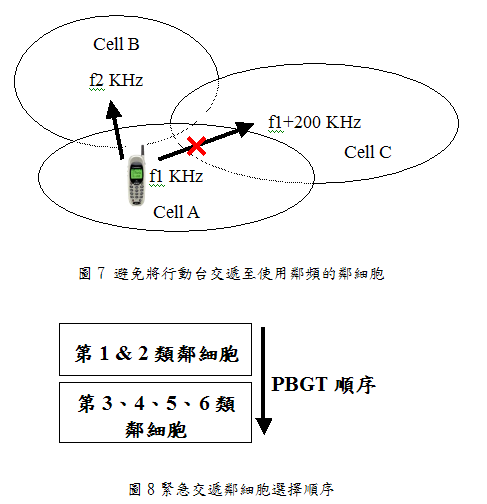 Cell B
f2 KHz
f1+200 KHz
Cell C
f1 KHz
Cell A
圖 7 避免將行動台交遞至使用鄰頻的鄰細胞
第 1 & 2 類鄰細胞
PBGT 順序
第 3、4、5、6 類
鄰細胞
圖 8 緊急交遞鄰細胞選擇順序